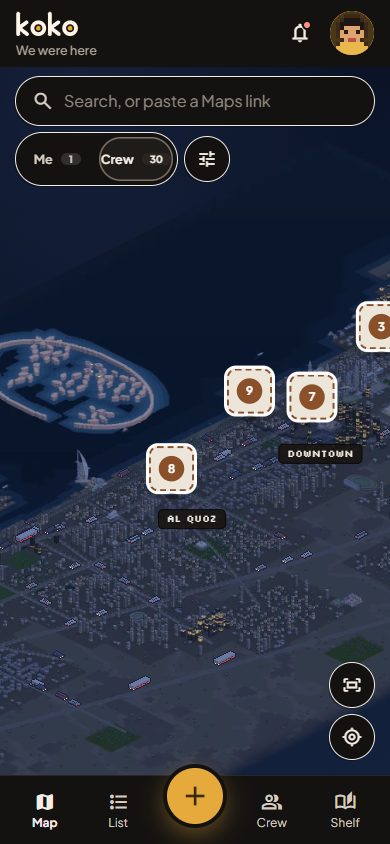 koko
We were here
Search, or paste a Maps link
Me 1 Crew 30
3
9
7
DOWNTOWN
8
AL QUOZ
Map List + Crew Shelf